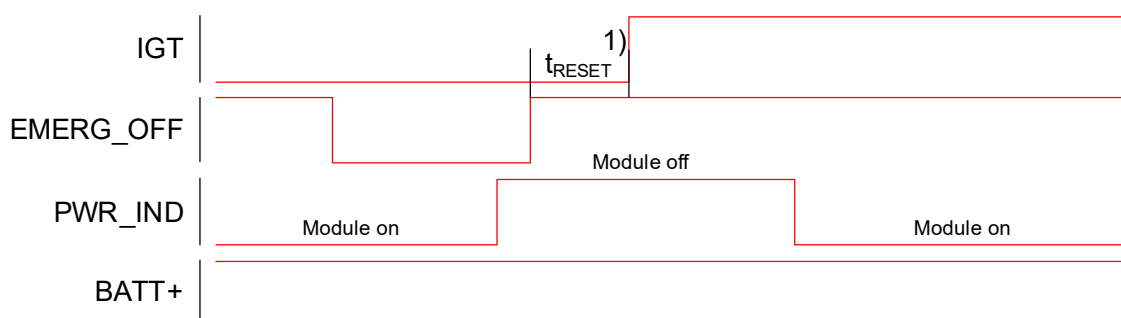 IGT
1)
tRESET
EMERG_OFF
Module off
PWR_IND
Module on
Module on
BATT+